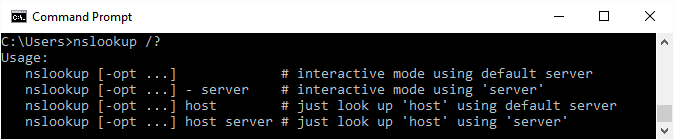 Command Prompt
C:\Users>nslookup /?
Usage:
   nslookup [-opt ...]             # interactive mode using default server
   nslookup [-opt ...] - server    # interactive mode using 'server'
   nslookup [-opt ...] host        # just look up 'host' using default server
   nslookup [-opt ...] host server # just look up 'host' using 'server'